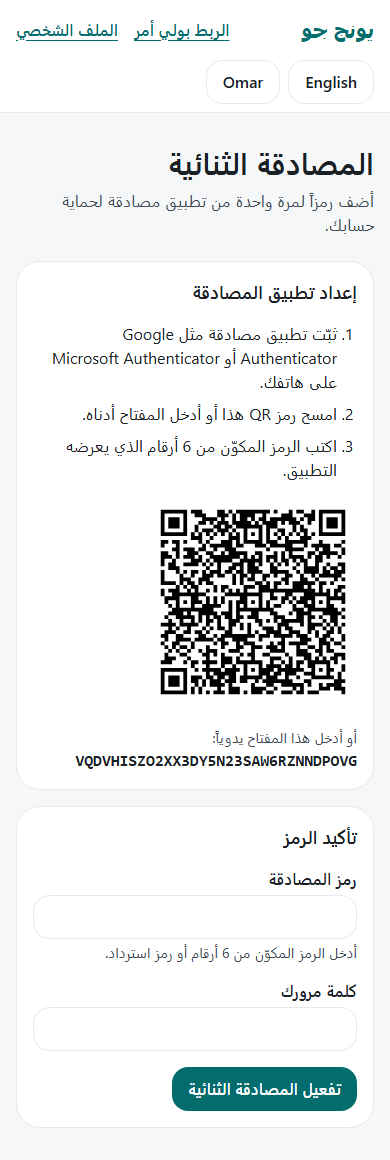 يونج جو
الربط بولي أمر
الملف الشخصي
English
Omar
المصادقة الثنائية
أضف رمزاً لمرة واحدة من تطبيق مصادقة لحماية
حسابك.
إعداد تطبيق المصادقة
1. ثبّت تطبيق مصادقة مثل Google
Authenticator أو Microsoft Authenticator
على هاتفك.
2. امسح رمز QR هذا أو أدخل المفتاح أدناه.
3. اكتب الرمز المكوّن من 6 أرقام الذي يعرضه
التطبيق.
أو أدخل هذا المفتاح يدوياً:
VQDVHISZO2XX3DY5N23SAW6RZNNDPOVG
تأكيد الرمز
رمز المصادقة
أدخل الرمز المكوّن من 6 أرقام أو رمز استرداد.
كلمة مرورك
تفعيل المصادقة الثنائية